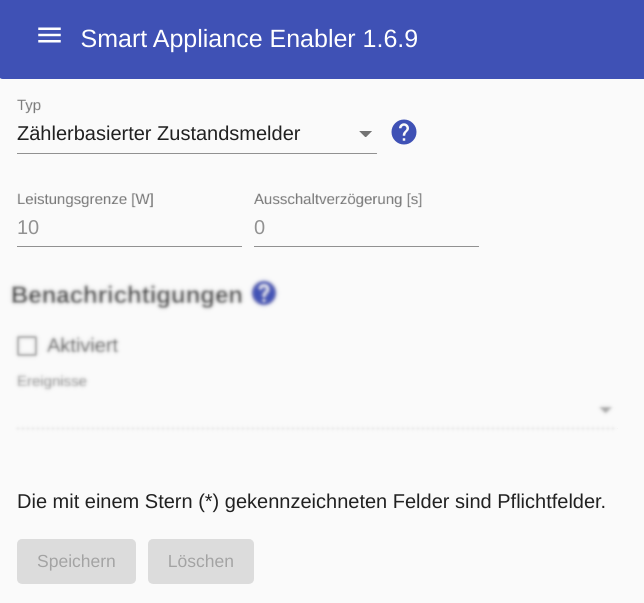 Smart Appliance Enabler 1.6.9
Typ
Zählerbasierter Zustandsmelder
Leistungsgrenze [W]
Ausschaltverzögerung [s]
10
0
Benachrichtigungen
Aktiviert
Ereignisse
Die mit einem Stern (*) gekennzeichneten Felder sind Pflichtfelder.
Speichern
Löschen